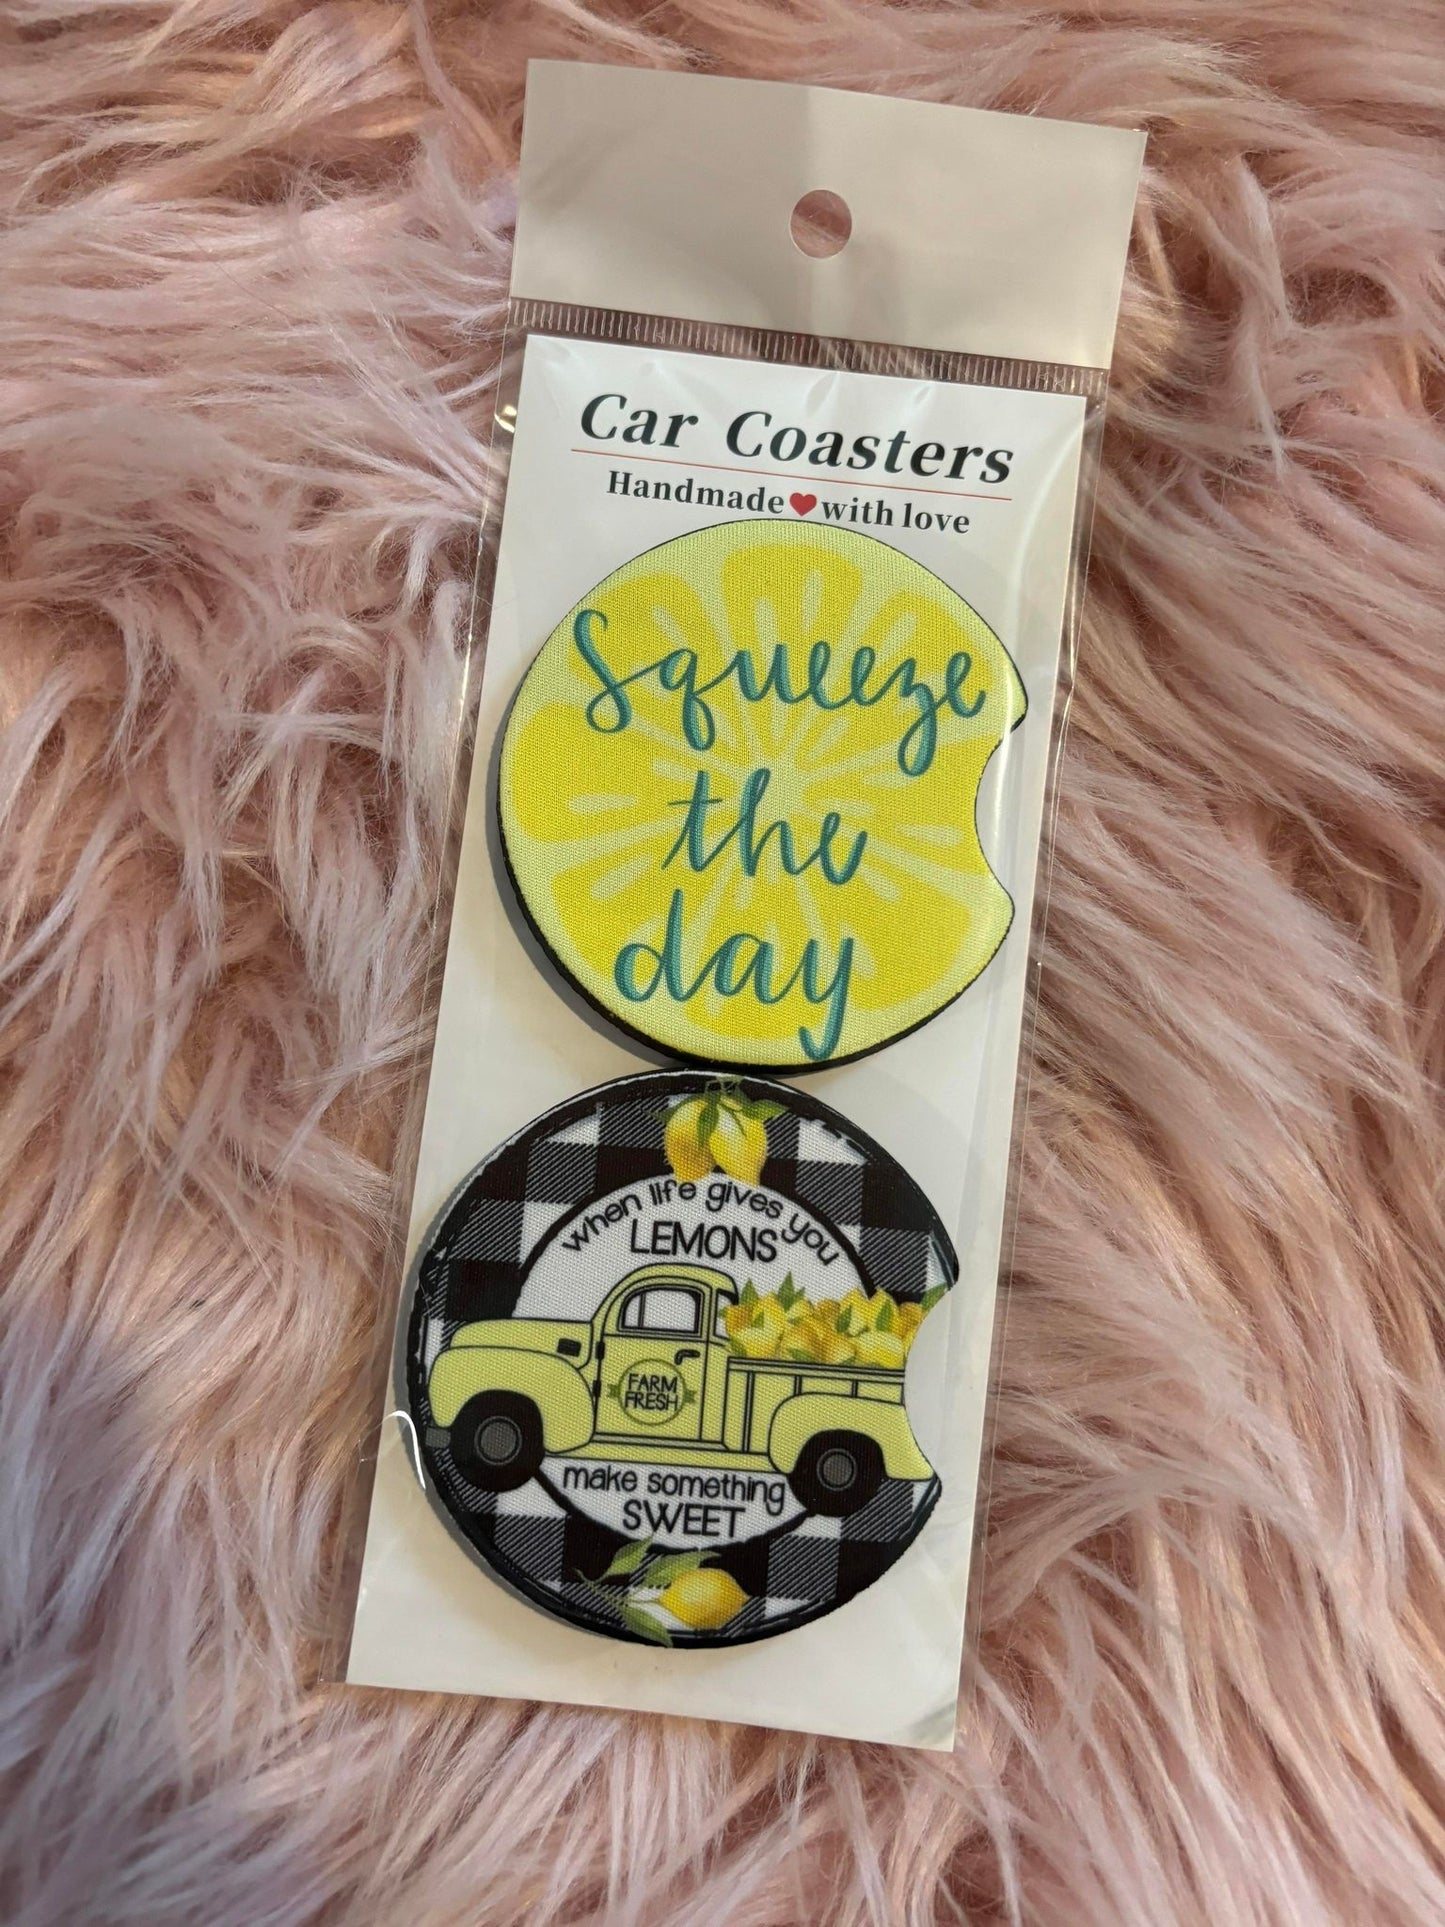 Car Coasters
Handmade❤with love
Squeeze
the
day
when life gives you
LEMONS
FARM
FRESH
make something
SWEET